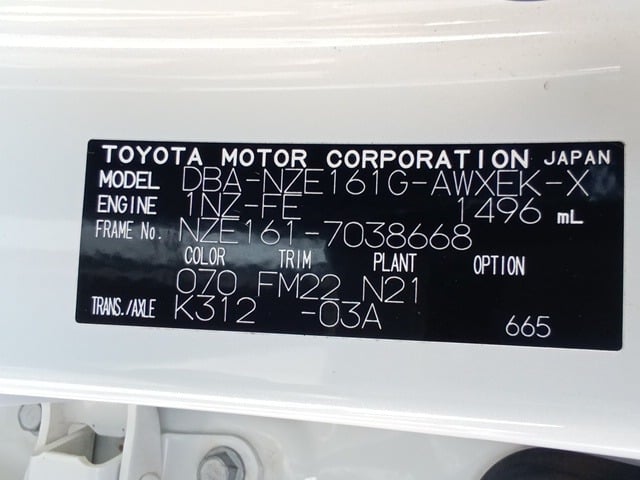 TOYOTA MOTOR CORPORATION JAPAN
MODEL DBA-NZE161G-AWXEK-X
ENGINE 1NZ-FE 1496 mL
FRAME No. NZE161-7038668
COLOR TRIM PLANT OPTION
070 FM22 N21
TRANS./AXLE K312 -03A
665